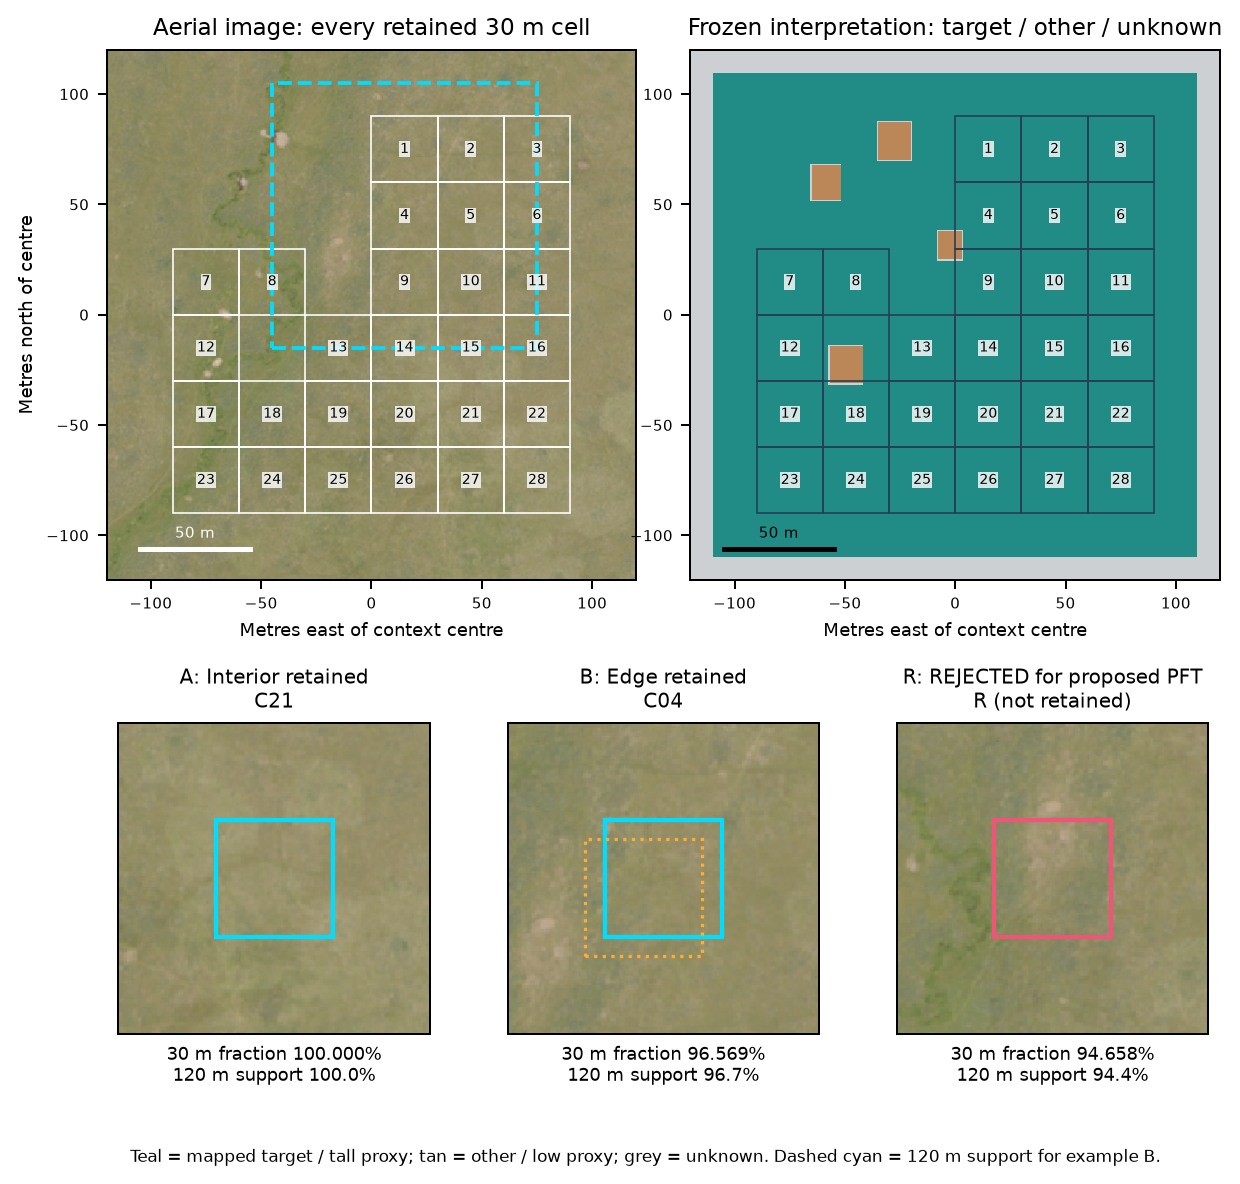 Aerial image: every retained 30 m cell
Frozen interpretation: target / other / unknown
Metres north of centre
100
50
0
−50
−100
1 2 3
4 5 6
7 8 9 10 11
12 13 14 15 16
17 18 19 20 21 22
23 24 25 26 27 28
50 m
−100 −50 0 50 100
Metres east of context centre
100
50
0
−50
−100
1 2 3
4 5 6
7 8 9 10 11
12 13 14 15 16
17 18 19 20 21 22
23 24 25 26 27 28
50 m
−100 −50 0 50 100
Metres east of context centre
A: Interior retained
C21
30 m fraction 100.000%
120 m support 100.0%
B: Edge retained
C04
30 m fraction 96.569%
120 m support 96.7%
R: REJECTED for proposed PFT
R (not retained)
30 m fraction 94.658%
120 m support 94.4%
Teal = mapped target / tall proxy; tan = other / low proxy; grey = unknown. Dashed cyan = 120 m support for example B.